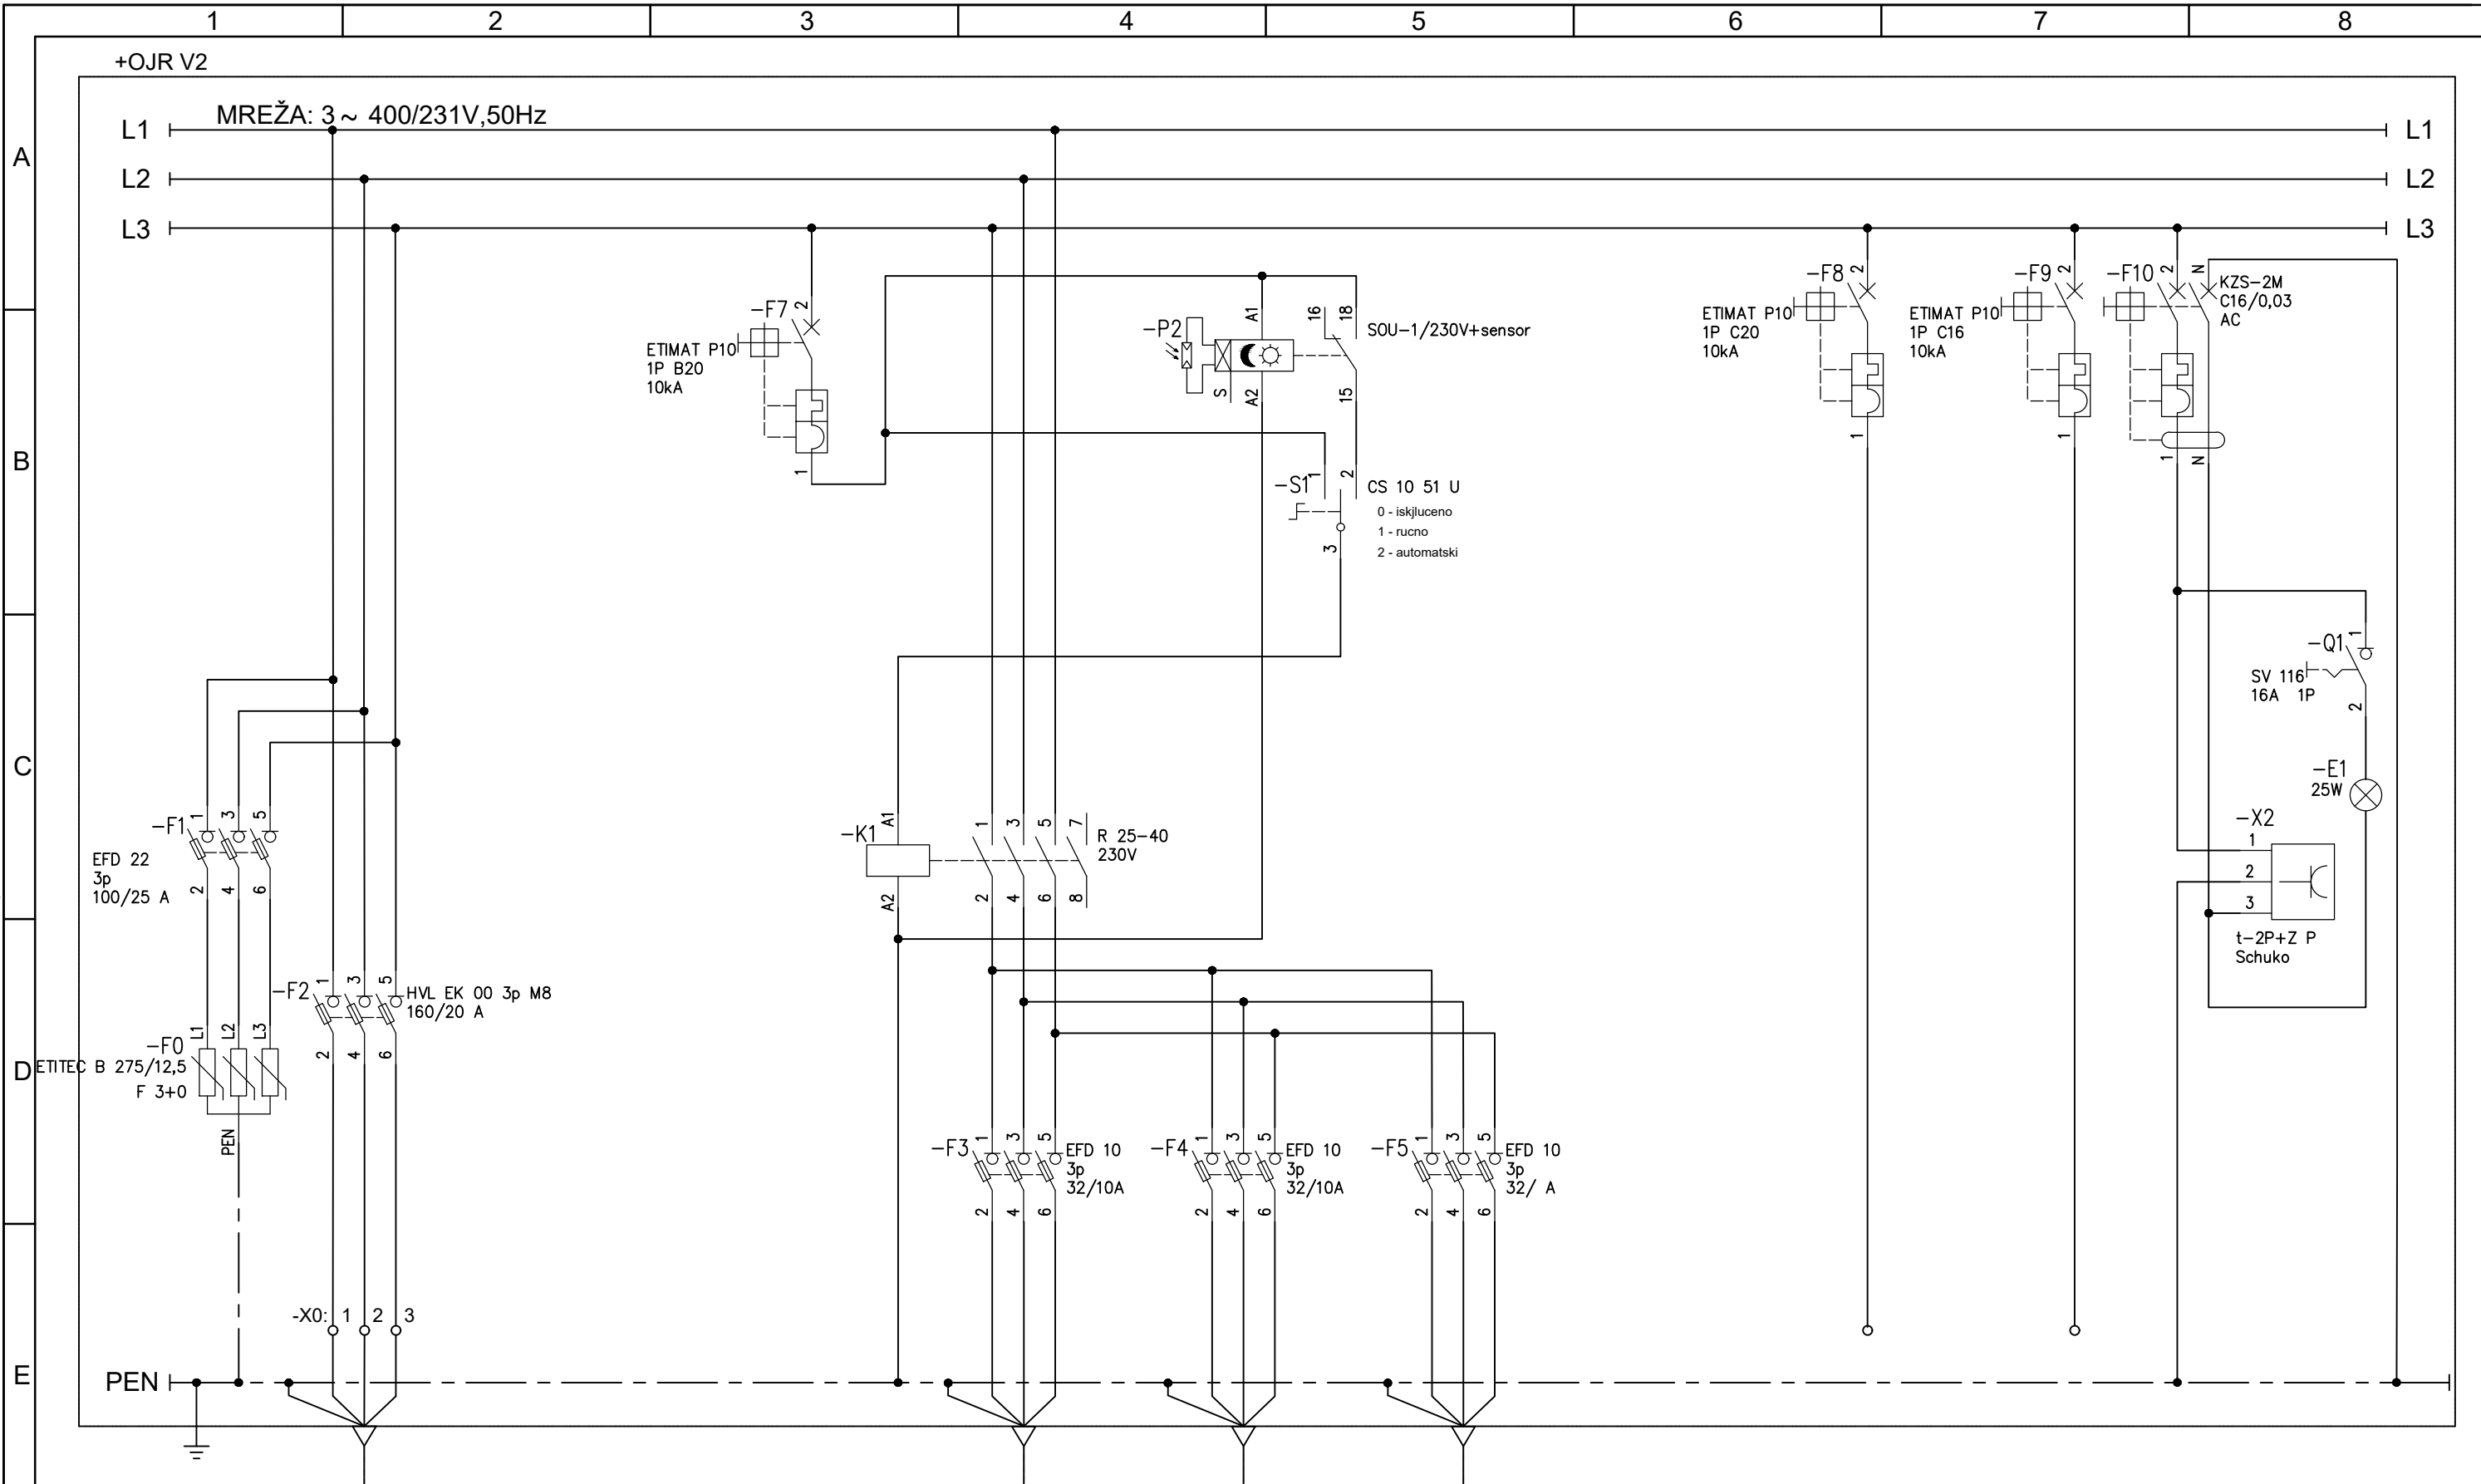 1 2 3 4 5 6 7 8
+OJR V2
MREŽA: 3 ~ 400/231V,50Hz
A
L1 L1
L2 L2
L3 L3
-F7 2
ETIMAT P10
1P B20
10kA
1
-P2 A1
S A2
16 18
SOU-1/230V+sensor
15
-F8 2
ETIMAT P10
1P C20
10kA
1
-F9 2
ETIMAT P10
1P C16
10kA
1
-F10 2 N
KZS-2M
C16/0,03
AC
1 N
B
-S1 1 2
CS 10 51 U
0 - iskjluceno
1 - rucno
2 - automatski
3
-Q1 1
SV 116
16A 1P
2
C
-E1
25W
-X2
1
2
3
t-2P+Z P
Schuko
-F1 1 3 5
EFD 22
3p
100/25 A
2 4 6
-K1 A1
A2
1 3 5 7
R 25-40
230V
2 4 6 8
-F2 1 3 5
HVL EK 00 3p M8
160/20 A
2 4 6
D
-F0 L1 L2 L3
ETITEC B 275/12,5
F 3+0
PEN
-F3 1 3 5
EFD 10
3p
32/10A
2 4 6
-F4 1 3 5
EFD 10
3p
32/10A
2 4 6
-F5 1 3 5
EFD 10
3p
32/ A
2 4 6
-X0: 1 2 3
E
PEN